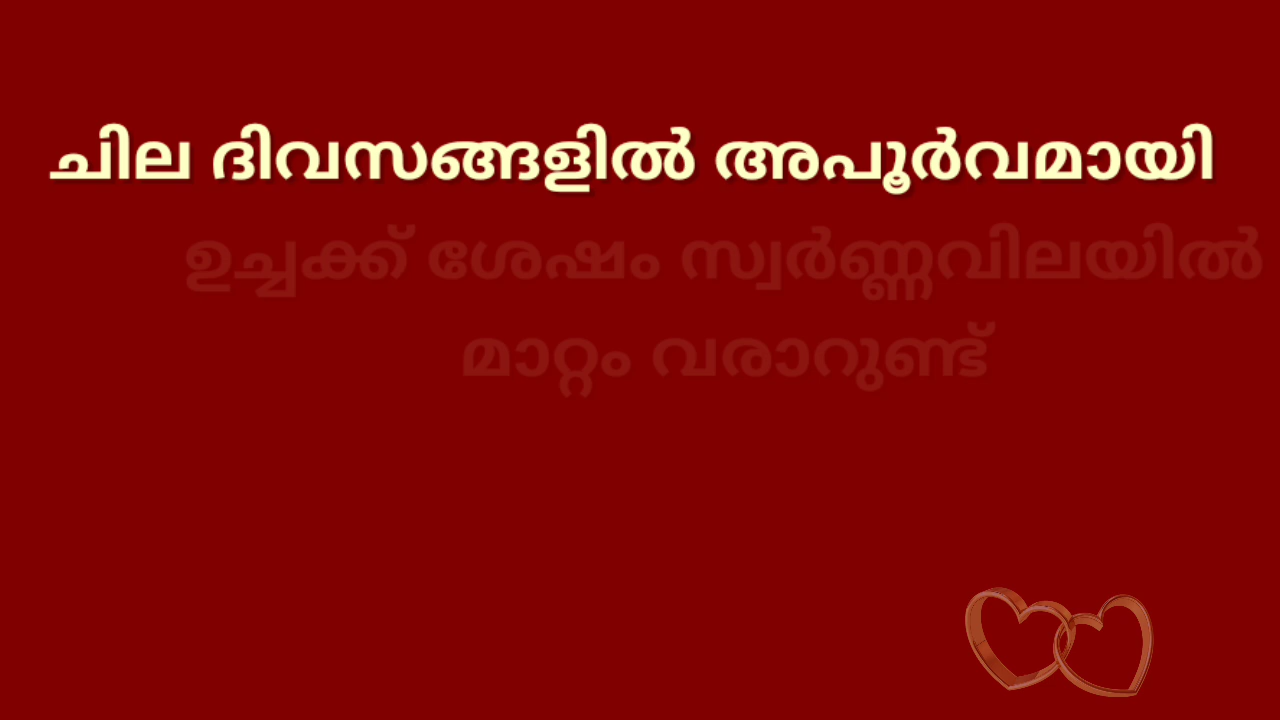 ചില ദിവസങ്ങളിൽ അപൂർവമായി
ഉച്ചക്ക് ശേഷം സ്വർണ്ണവിലയിൽ
മാറ്റം വരാറുണ്ട്